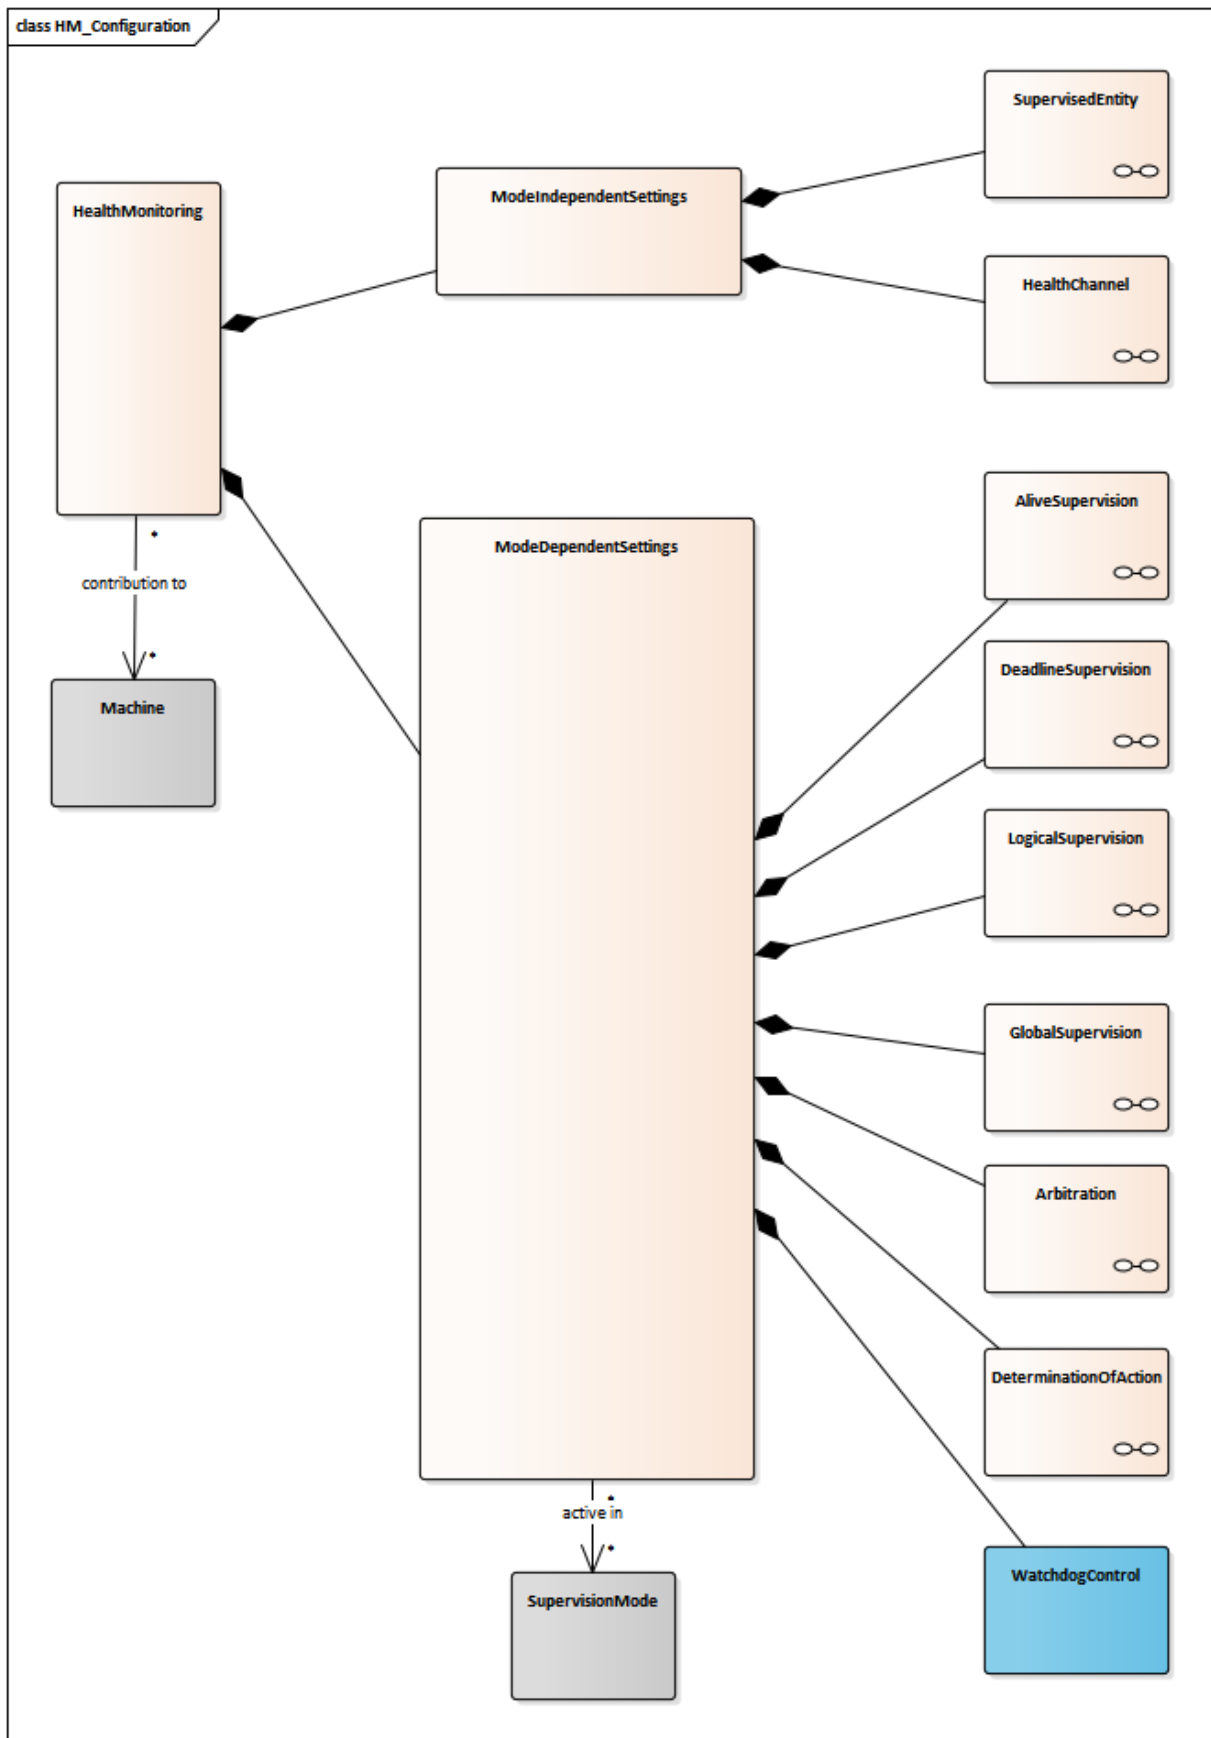 class HM_Configuration
SupervisedEntity
ModeIndependentSettings
HealthMonitoring
HealthChannel
AliveSupervision
*
ModeDependentSettings
contribution to
*
DeadlineSupervision
Machine
LogicalSupervision
GlobalSupervision
Arbitration
DeterminationOfAction
*
active in
*
WatchdogControl
SupervisionMode